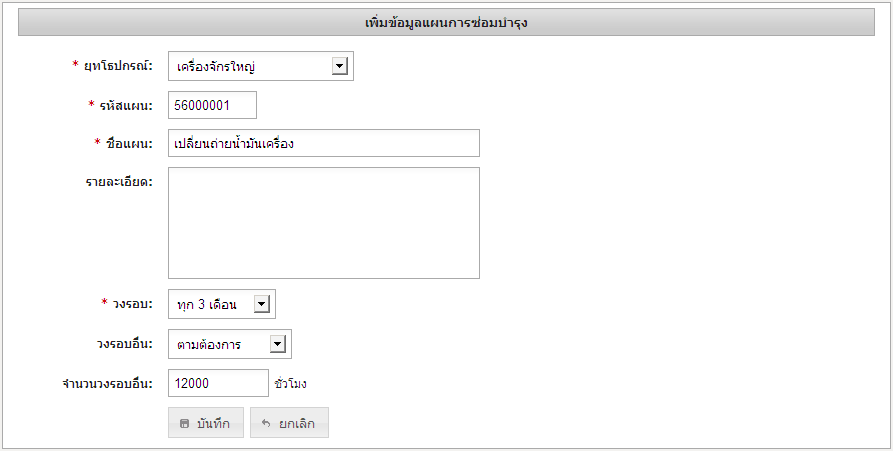 เพิ่มข้อมูลแผนการซ่อมบำรุง
* ยุทโธปกรณ์: เครื่องจักรใหญ่
* รหัสแผน: 56000001
* ชื่อแผน: เปลี่ยนถ่ายน้ำมันเครื่อง
รายละเอียด:
* วงรอบ: ทุก 3 เดือน
วงรอบอื่น: ตามต้องการ
จำนวนวงรอบอื่น: 12000 ชั่วโมง
บันทึก ยกเลิก